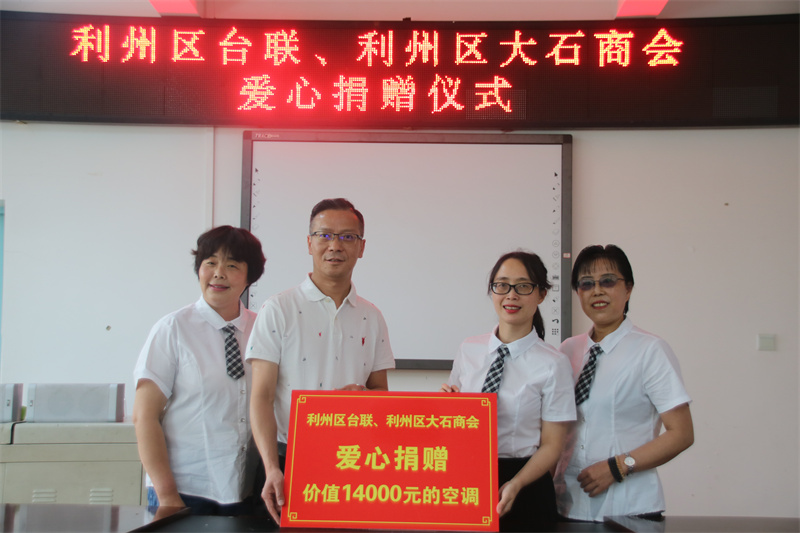 利州区台联、利州区大石商会
爱心捐赠仪式
利州区台联、利州区大石商会
爱心捐赠
价值14000元的空调